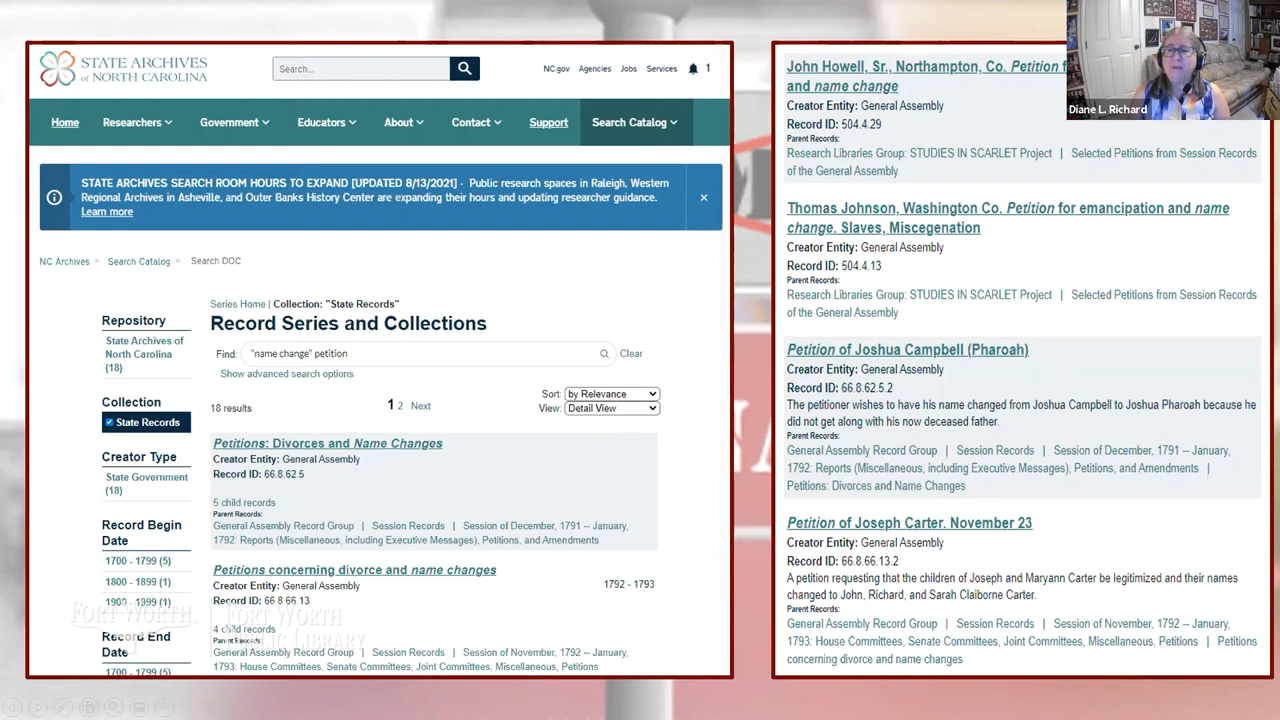 STATE ARCHIVES
of NORTH CAROLINA
Search...
NC.gov Agencies Jobs Services 1
Home Researchers Government Educators About Contact Support Search Catalog
STATE ARCHIVES SEARCH ROOM HOURS TO EXPAND [UPDATED 8/13/2021] - Public research spaces in Raleigh, Western
Regional Archives in Asheville, and Outer Banks History Center are expanding their hours and updating researcher guidance.
Learn more
NC Archives » Search Catalog » Search DOC
Repository
State Archives of
North Carolina
(18)
Collection
State Records
Creator Type
State Government
(18)
Record Begin
Date
1700 - 1799 (5)
1800 - 1899 (1)
1900 - 1999 (1)
Record End
Date
1700 - 1799 (5)
Series Home | Collection: "State Records"
Record Series and Collections
Find: "name change" petition Clear
Show advanced search options
Sort: by Relevance
18 results 1 2 Next View: Detail View
Petitions: Divorces and Name Changes
Creator Entity: General Assembly
Record ID: 66.8.62.5
5 child records
Parent Records:
General Assembly Record Group | Session Records | Session of December, 1791 -- January,
1792: Reports (Miscellaneous, including Executive Messages), Petitions, and Amendments
Petitions concerning divorce and name changes
Creator Entity: General Assembly 1792 - 1793
Record ID: 66.8.66.13
4 child records
Parent Records:
General Assembly Record Group | Session Records | Session of November, 1792 -- January,
1793: House Committees, Senate Committees, Joint Committees, Miscellaneous, Petitions
FORT WORTH FORT WORTH
PUBLIC LIBRARY
John Howell, Sr., Northampton, Co. Petition f
and name change
Creator Entity: General Assembly
Record ID: 504.4.29
Parent Records:
Research Libraries Group: STUDIES IN SCARLET Project | Selected Petitions from Session Records
of the General Assembly
Thomas Johnson, Washington Co. Petition for emancipation and name
change. Slaves, Miscegenation
Creator Entity: General Assembly
Record ID: 504.4.13
Parent Records:
Research Libraries Group: STUDIES IN SCARLET Project | Selected Petitions from Session Records
of the General Assembly
Petition of Joshua Campbell (Pharoah)
Creator Entity: General Assembly
Record ID: 66.8.62.5.2
The petitioner wishes to have his name changed from Joshua Campbell to Joshua Pharoah because he
did not get along with his now deceased father.
Parent Records:
General Assembly Record Group | Session Records | Session of December, 1791 -- January,
1792: Reports (Miscellaneous, including Executive Messages), Petitions, and Amendments |
Petitions: Divorces and Name Changes
Petition of Joseph Carter. November 23
Creator Entity: General Assembly
Record ID: 66.8.66.13.2
A petition requesting that the children of Joseph and Maryann Carter be legitimized and their names
changed to John, Richard, and Sarah Claiborne Carter.
Parent Records:
General Assembly Record Group | Session Records | Session of November, 1792 -- January,
1793: House Committees, Senate Committees, Joint Committees, Miscellaneous, Petitions | Petitions
concerning divorce and name changes
Diane L. Richard